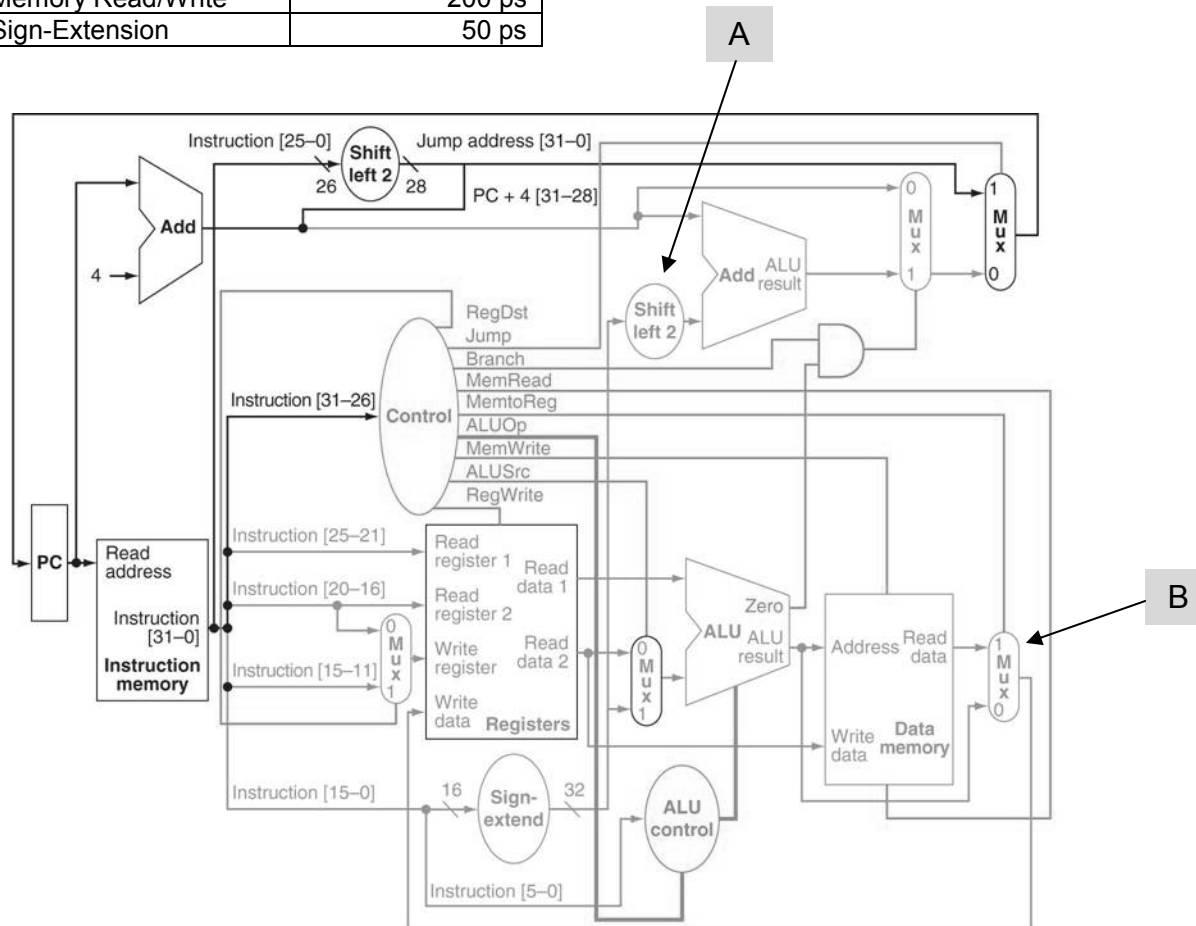 Memory Read/Write 200 ps
Sign-Extension 50 ps
A
Instruction [25–0]
Shift
left 2
Jump address [31–0]
26
28
PC + 4 [31–28]
Add
4
0
M
u
x
1
1
M
u
x
0
Add
ALU
result
Shift
left 2
RegDst
Jump
Branch
MemRead
MemtoReg
ALUOp
MemWrite
ALUSrc
RegWrite
Instruction [31–26]
Control
PC
Read
address
Instruction
[31–0]
Instruction
memory
Instruction [25–21]
Instruction [20–16]
Instruction [15–11]
0
M
u
x
1
Read
register 1
Read
register 2
Write
register
Write
data
Read
data 1
Read
data 2
Registers
0
M
u
x
1
Zero
ALU
ALU
result
Address
Read
data
Write
data
Data
memory
1
M
u
x
0
B
Instruction [15–0]
16
Sign-
extend
32
ALU
control
Instruction [5–0]